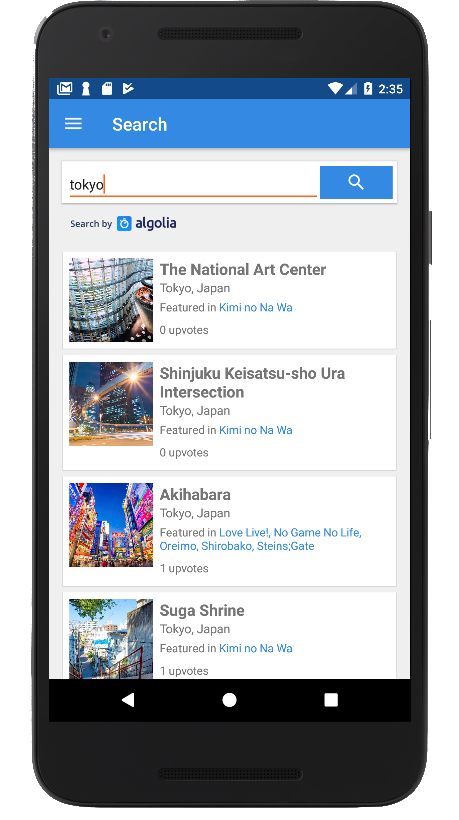 2:35
Search
tokyo
Search by algolia
The National Art Center
Tokyo, Japan
Featured in Kimi no Na Wa
0 upvotes
Shinjuku Keisatsu-sho Ura
Intersection
Tokyo, Japan
Featured in Kimi no Na Wa
0 upvotes
Akihabara
Tokyo, Japan
Featured in Love Live!, No Game No Life,
Oreimo, Shirobako, Steins;Gate
1 upvotes
Suga Shrine
Tokyo, Japan
Featured in Kimi no Na Wa
1 upvotes